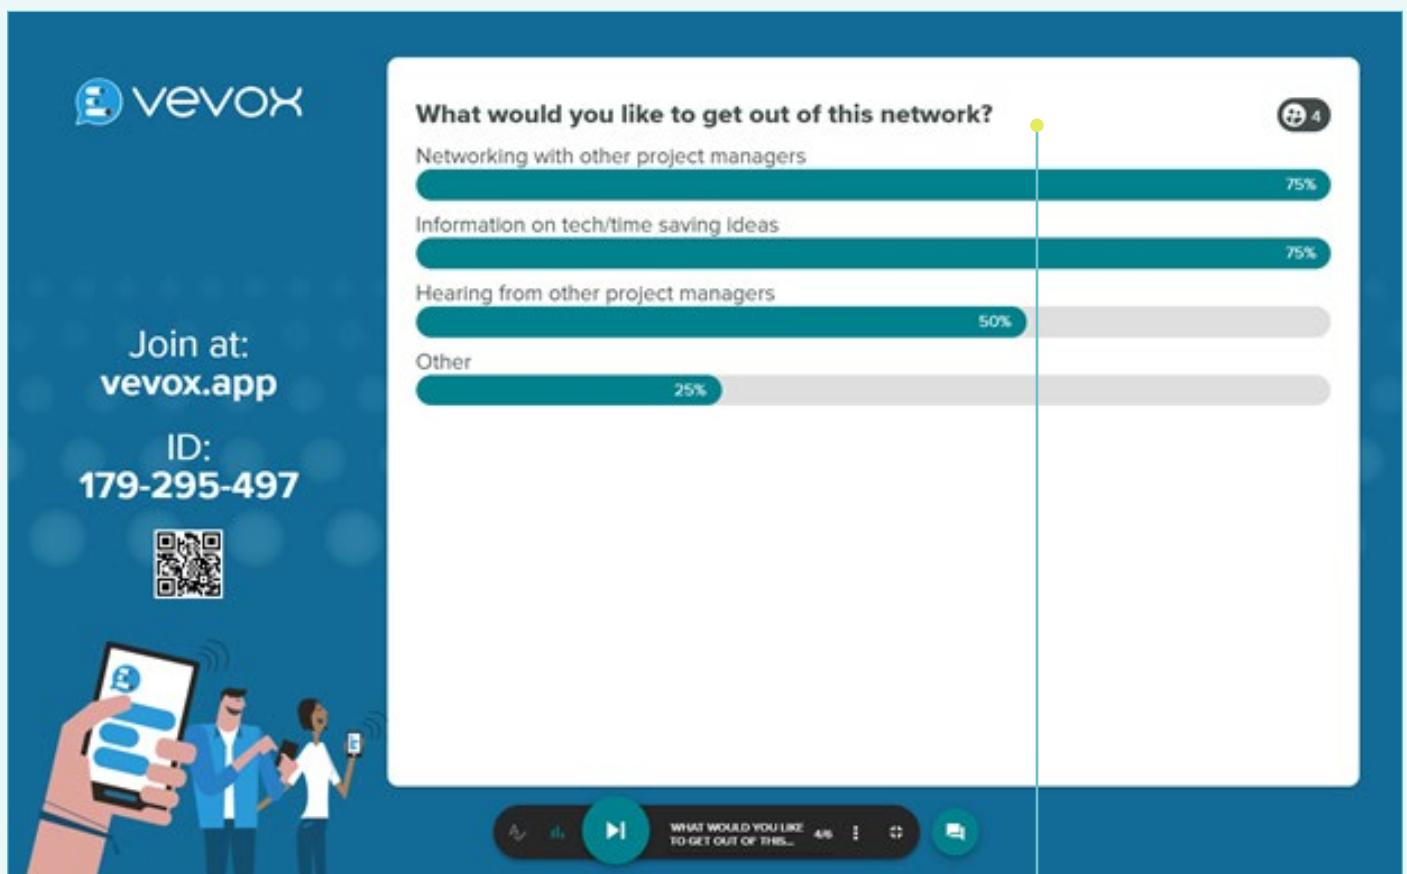 vevox
What would you like to get out of this network?
4
Networking with other project managers
75%
Information on tech/time saving ideas
75%
Hearing from other project managers
50%
Other
25%
Join at:
vevox.app
ID:
179-295-497
WHAT WOULD YOU LIKE
TO GET OUT OF THIS...
4/6